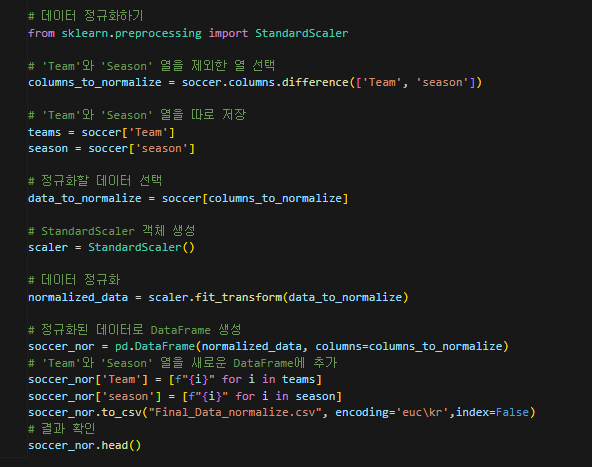 # 데이터 정규화하기
from sklearn.preprocessing import StandardScaler
# 'Team'와 'Season' 열을 제외한 열 선택
columns_to_normalize = soccer.columns.difference(['Team', 'season'])
# 'Team'와 'Season' 열을 따로 저장
teams = soccer['Team']
season = soccer['season']
# 정규화할 데이터 선택
data_to_normalize = soccer[columns_to_normalize]
# StandardScaler 객체 생성
scaler = StandardScaler()
# 데이터 정규화
normalized_data = scaler.fit_transform(data_to_normalize)
# 정규화된 데이터로 DataFrame 생성
soccer_nor = pd.DataFrame(normalized_data, columns=columns_to_normalize)
# 'Team'와 'Season' 열을 새로운 DataFrame에 추가
soccer_nor['Team'] = [f"{i}" for i in teams]
soccer_nor['season'] = [f"{i}" for i in season]
soccer_nor.to_csv("Final_Data_normalize.csv", encoding='euc\kr',index=False)
# 결과 확인
soccer_nor.head()